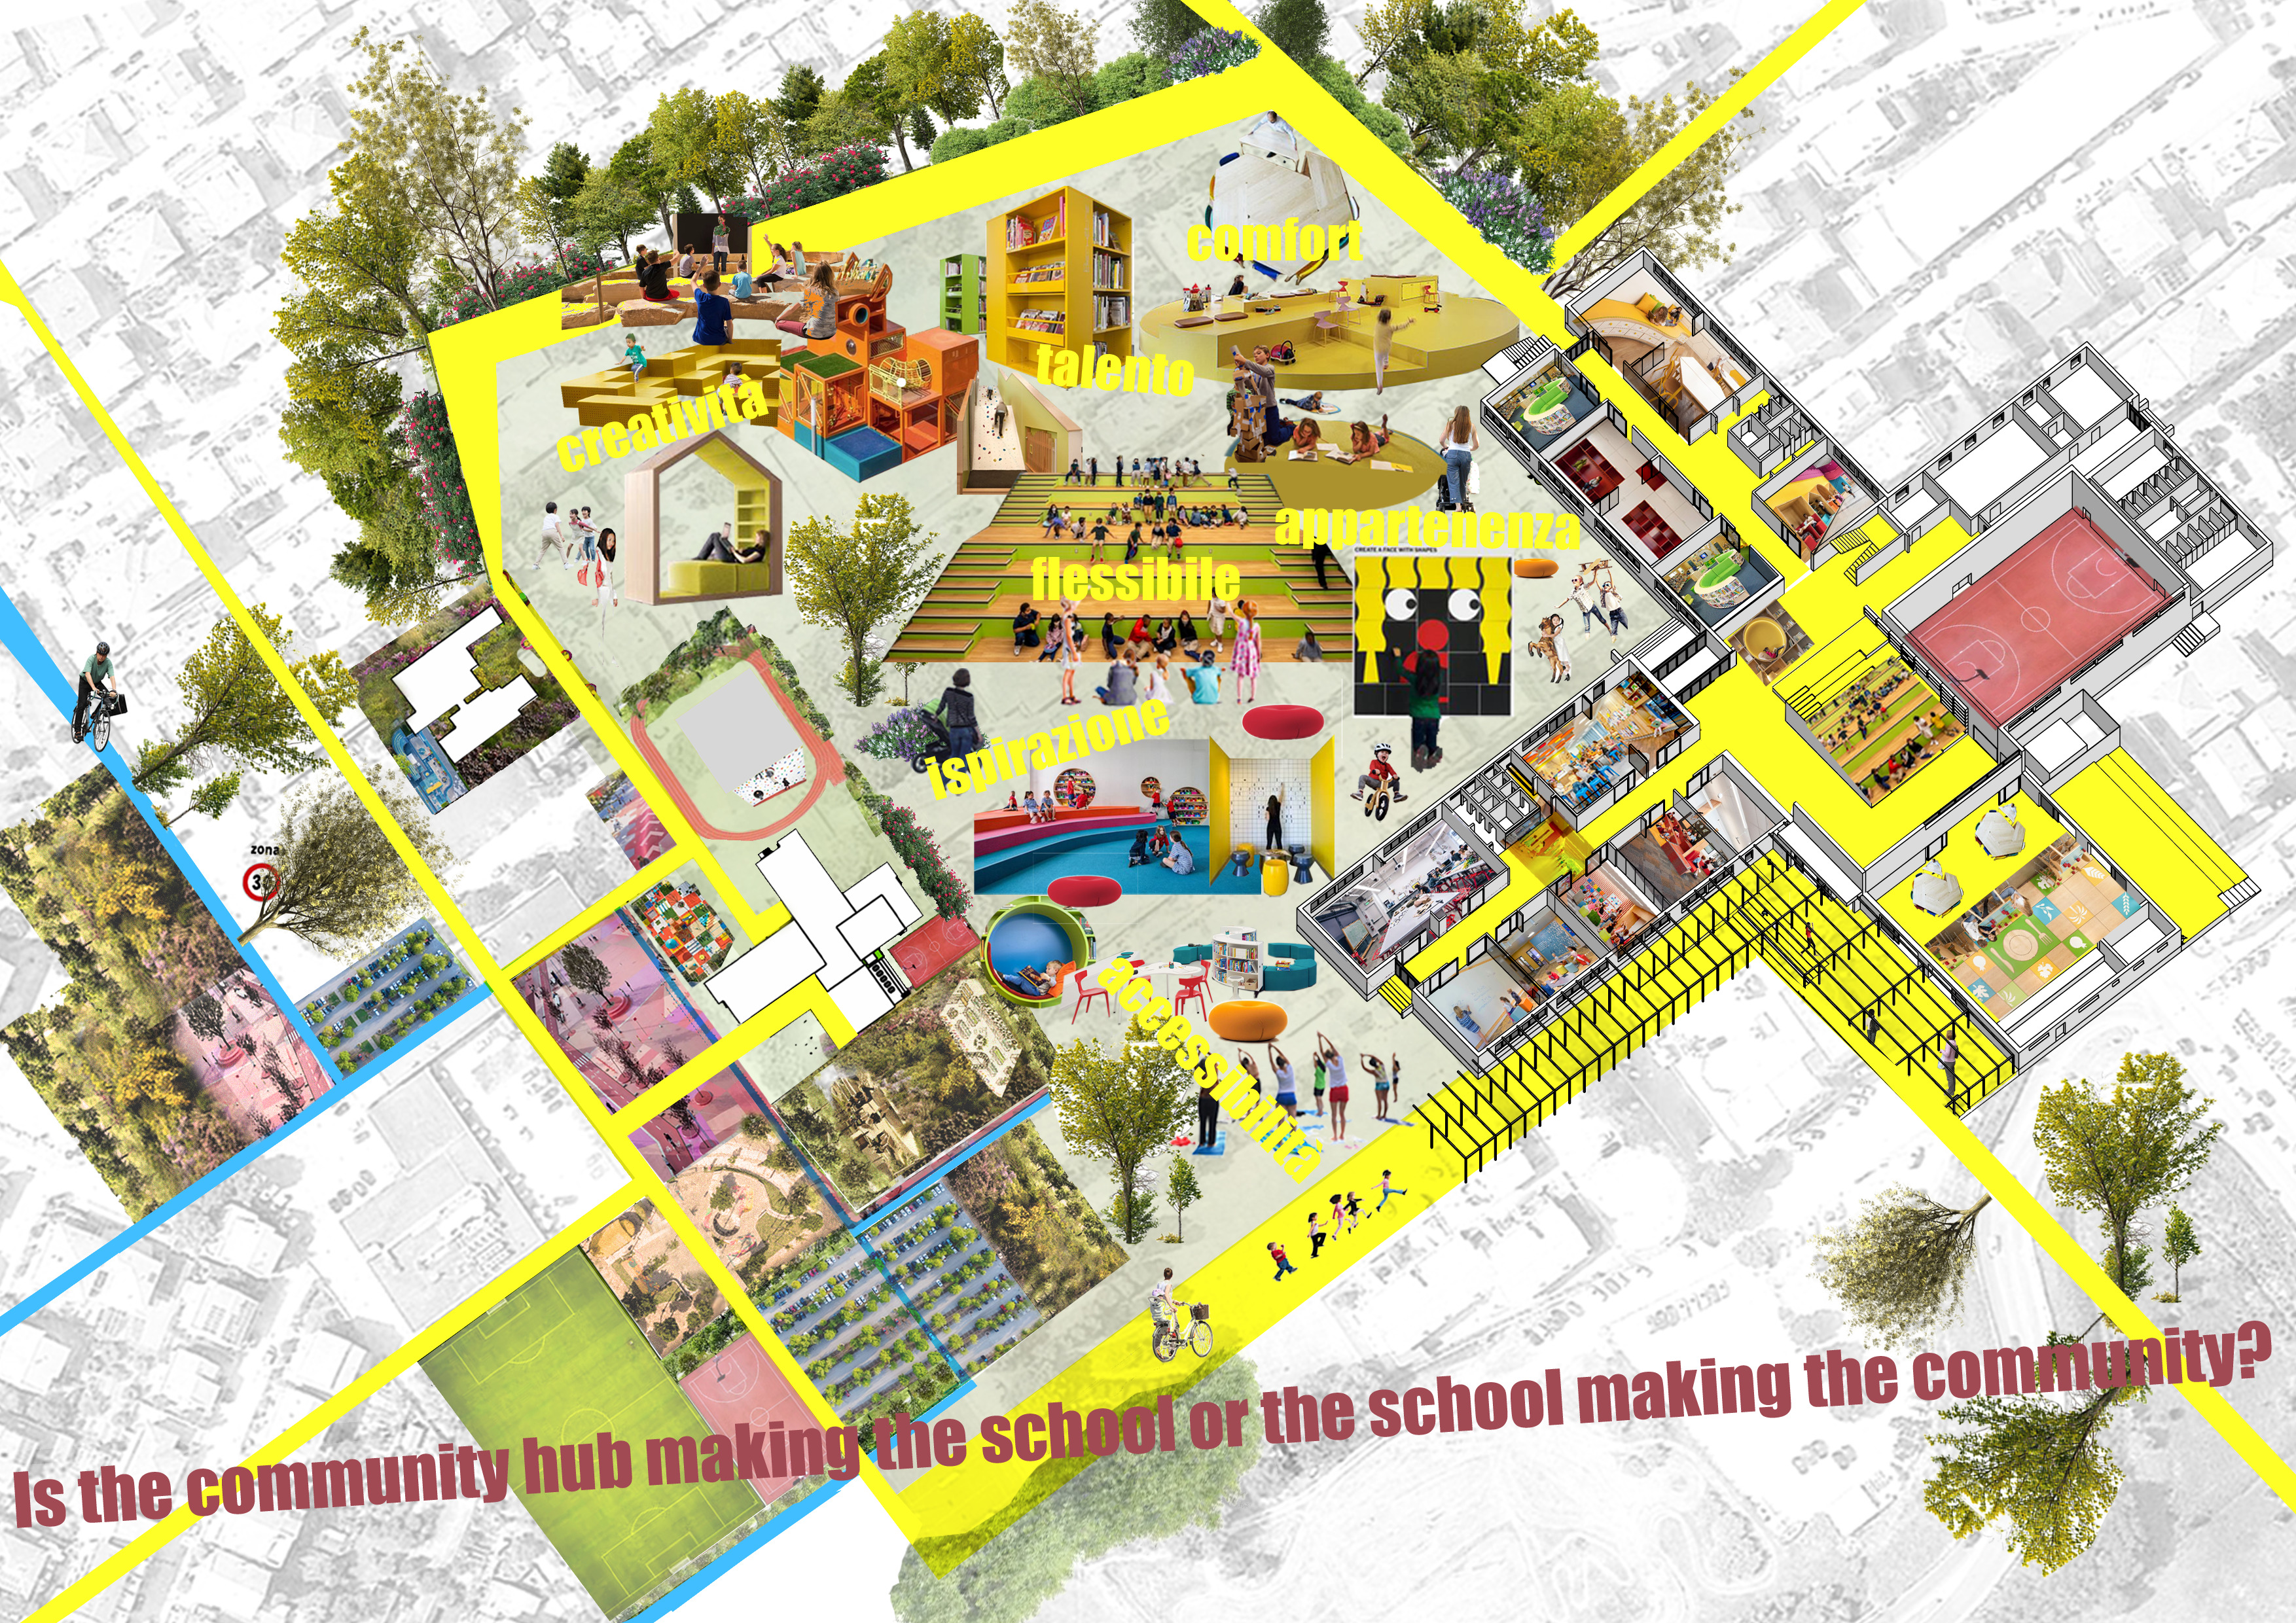 comfort
talento
creatività
appartenenza
CREATE A FACE WITH SHAPES
flessibile
ispirazione
zona
30
accessibilità
Is the community hub making the school or the school making the community?